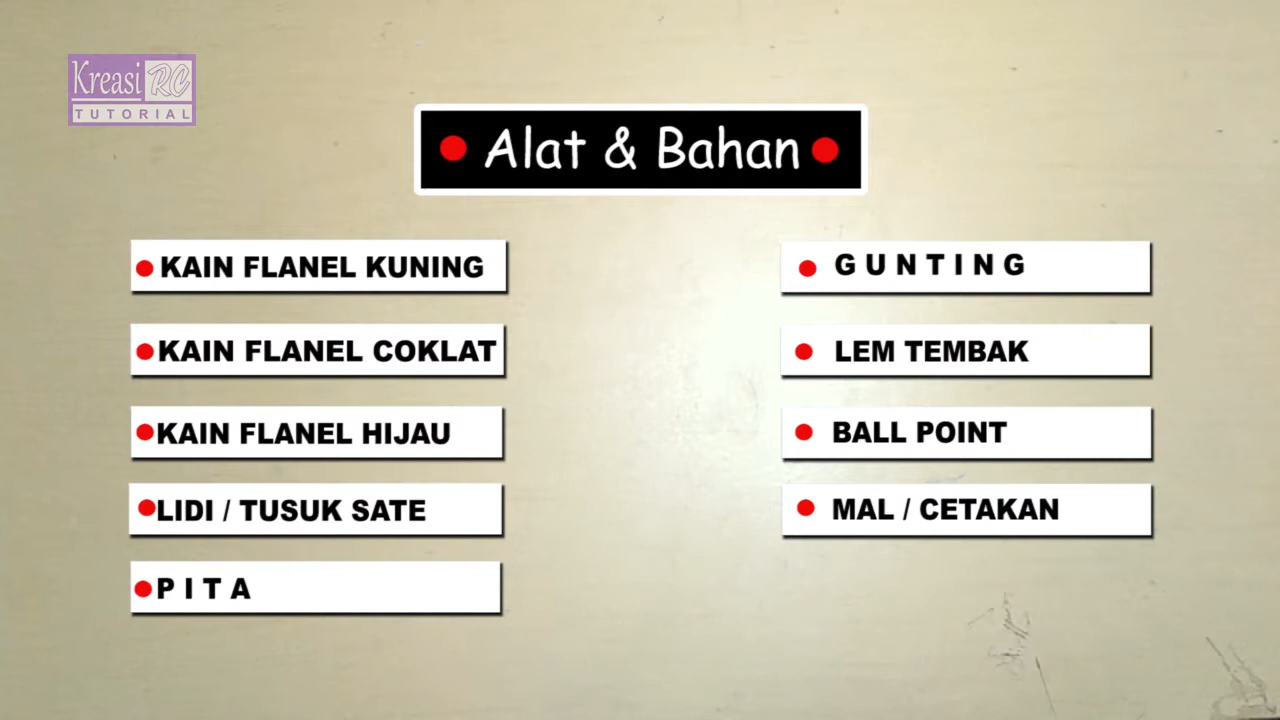 Kreasi RC
TUTORIAL
Alat & Bahan
KAIN FLANEL KUNING
KAIN FLANEL COKLAT
KAIN FLANEL HIJAU
LIDI / TUSUK SATE
P I T A
G U N T I N G
LEM TEMBAK
BALL POINT
MAL / CETAKAN